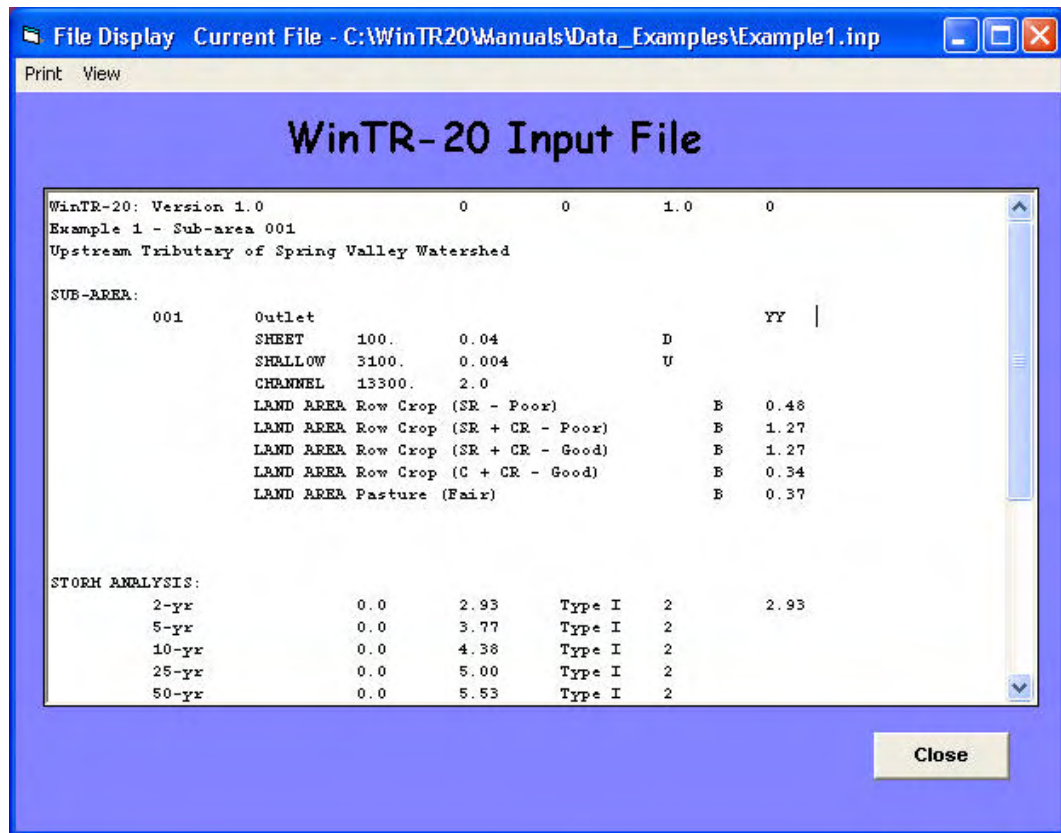 File Display Current File - C:\WinTR20\Manuals\Data_Examples\Example1.inp
Print View
WinTR-20 Input File
WinTR-20: Version 1.0 0 0 1.0 0
Example 1 - Sub-area 001
Upstream Tributary of Spring Valley Watershed
SUB-AREA:
001 Outlet YY
SHEET 100. 0.04 D
SHALLOW 3100. 0.004 U
CHANNEL 13300. 2.0
LAND AREA Row Crop (SR - Poor) B 0.48
LAND AREA Row Crop (SR + CR - Poor) B 1.27
LAND AREA Row Crop (SR + CR - Good) B 1.27
LAND AREA Row Crop (C + CR - Good) B 0.34
LAND AREA Pasture (Fair) B 0.37
STORM ANALYSIS:
2-yr 0.0 2.93 Type I 2 2.93
5-yr 0.0 3.77 Type I 2
10-yr 0.0 4.38 Type I 2
25-yr 0.0 5.00 Type I 2
50-yr 0.0 5.53 Type I 2
Close